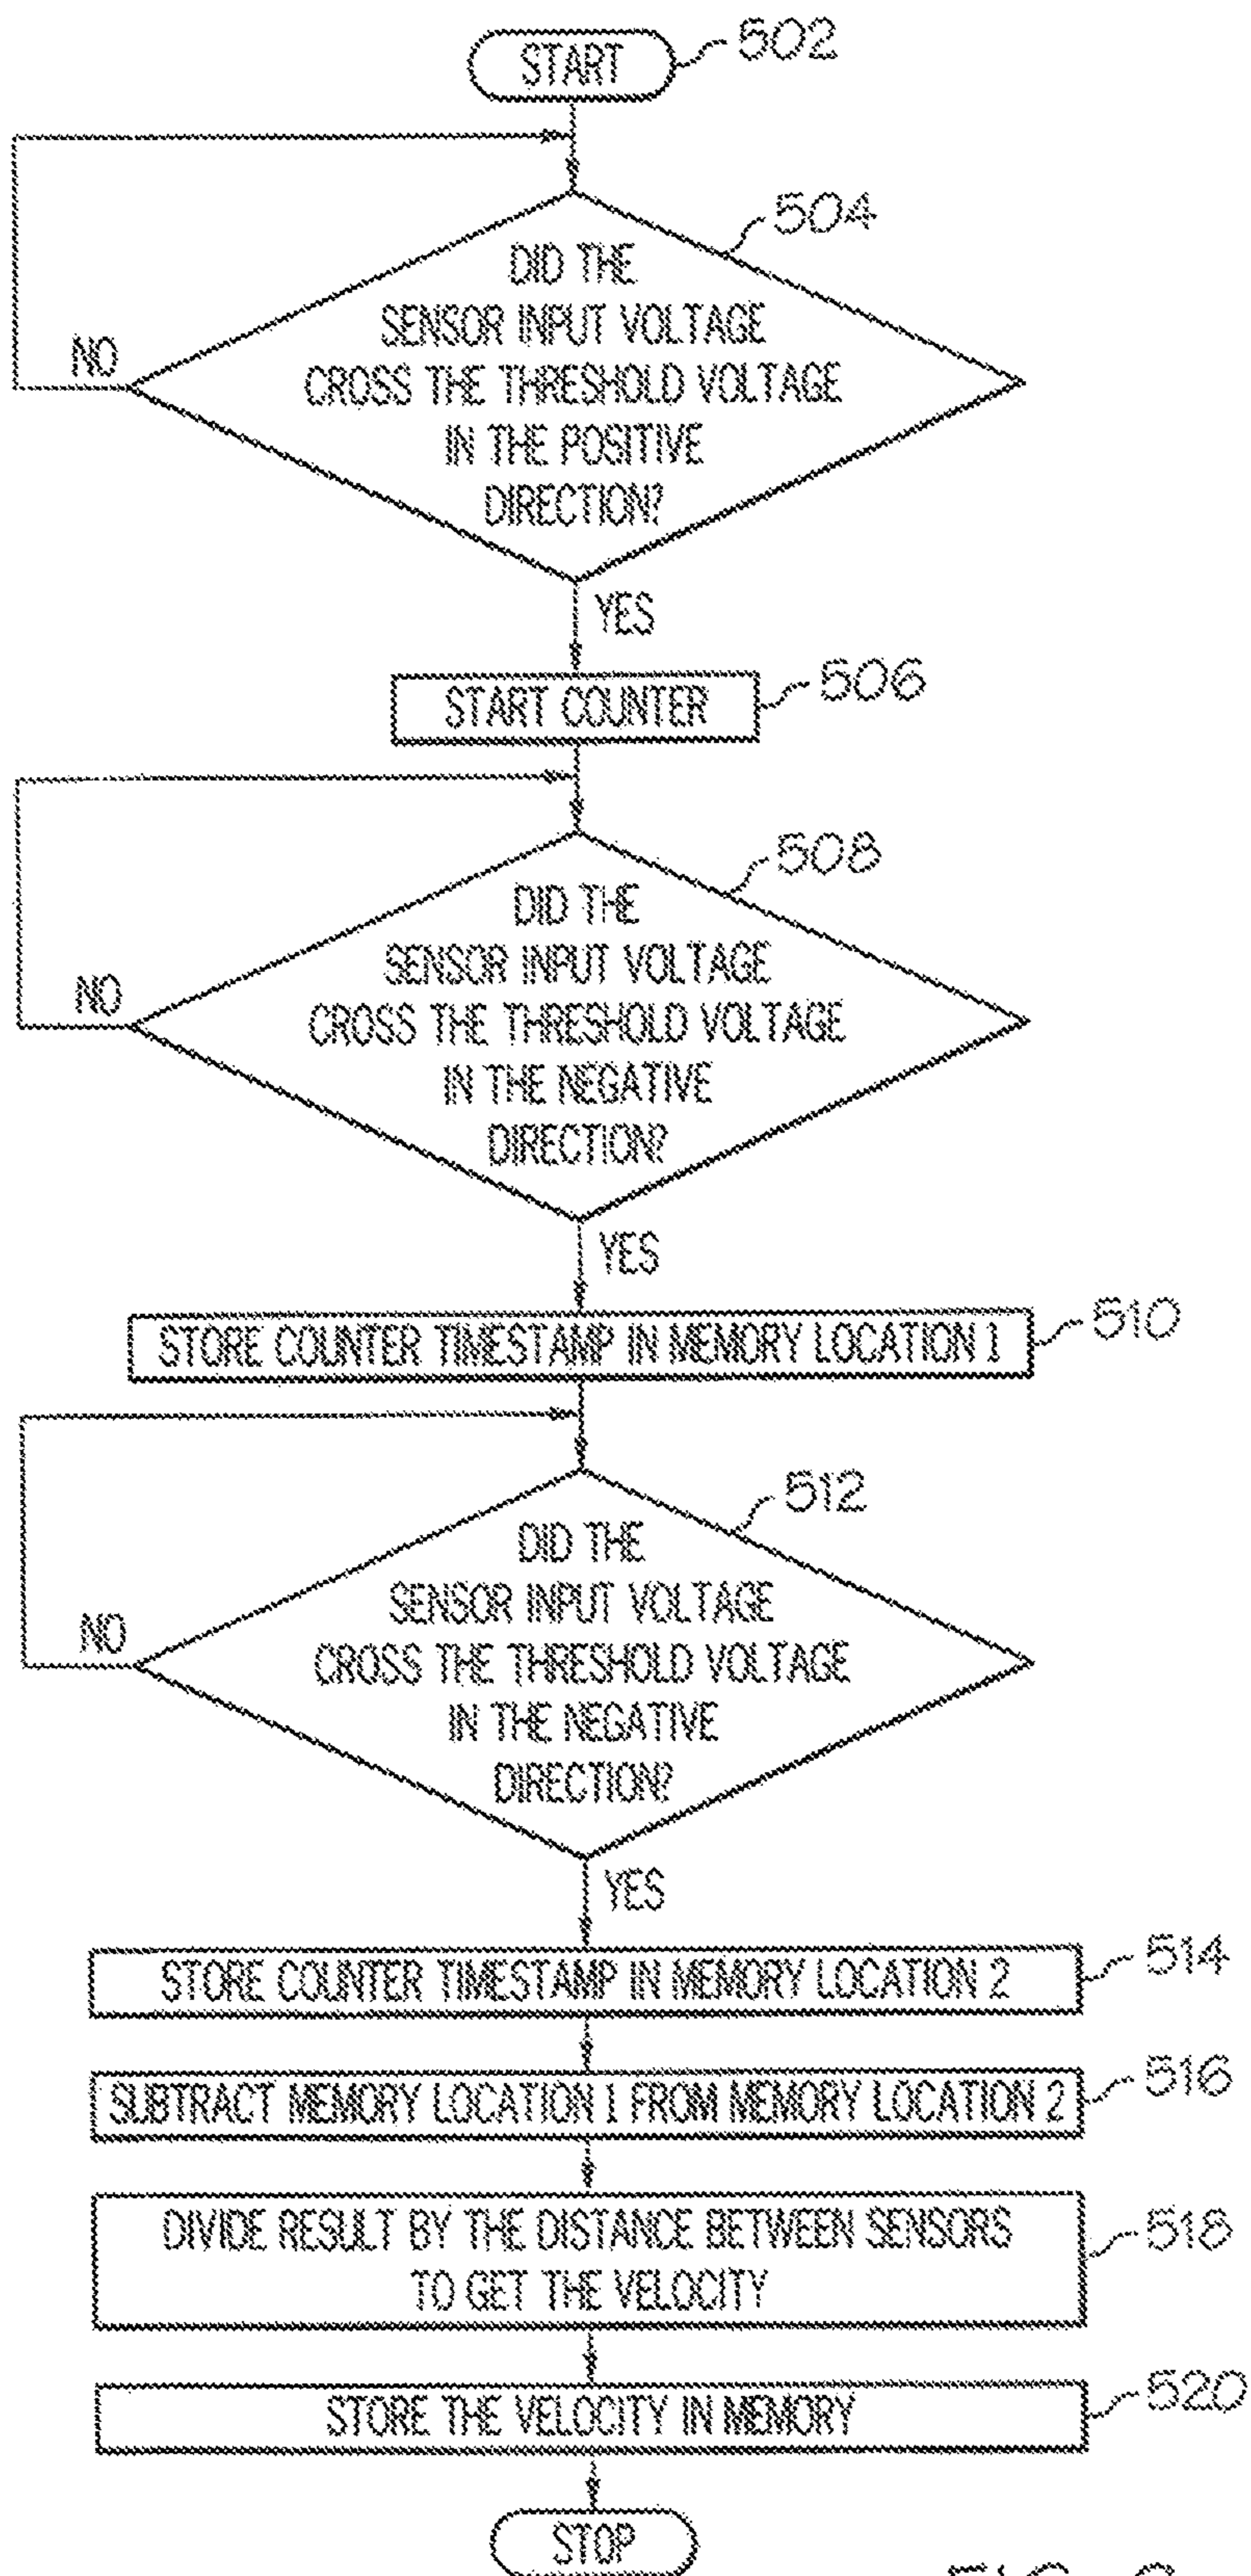 START
502
504
DID THE
SENSOR INPUT VOLTAGE
CROSS THE THRESHOLD VOLTAGE
IN THE POSITIVE
DIRECTION?
NO
YES
START COUNTER
506
508
DID THE
SENSOR INPUT VOLTAGE
CROSS THE THRESHOLD VOLTAGE
IN THE NEGATIVE
DIRECTION?
NO
YES
STORE COUNTER TIMESTAMP IN MEMORY LOCATION 1
510
512
DID THE
SENSOR INPUT VOLTAGE
CROSS THE THRESHOLD VOLTAGE
IN THE NEGATIVE
DIRECTION?
NO
YES
STORE COUNTER TIMESTAMP IN MEMORY LOCATION 2
514
SUBTRACT MEMORY LOCATION 1 FROM MEMORY LOCATION 2
516
DIVIDE RESULT BY THE DISTANCE BETWEEN SENSORS
TO GET THE VELOCITY
518
STORE THE VELOCITY IN MEMORY
520
STOP